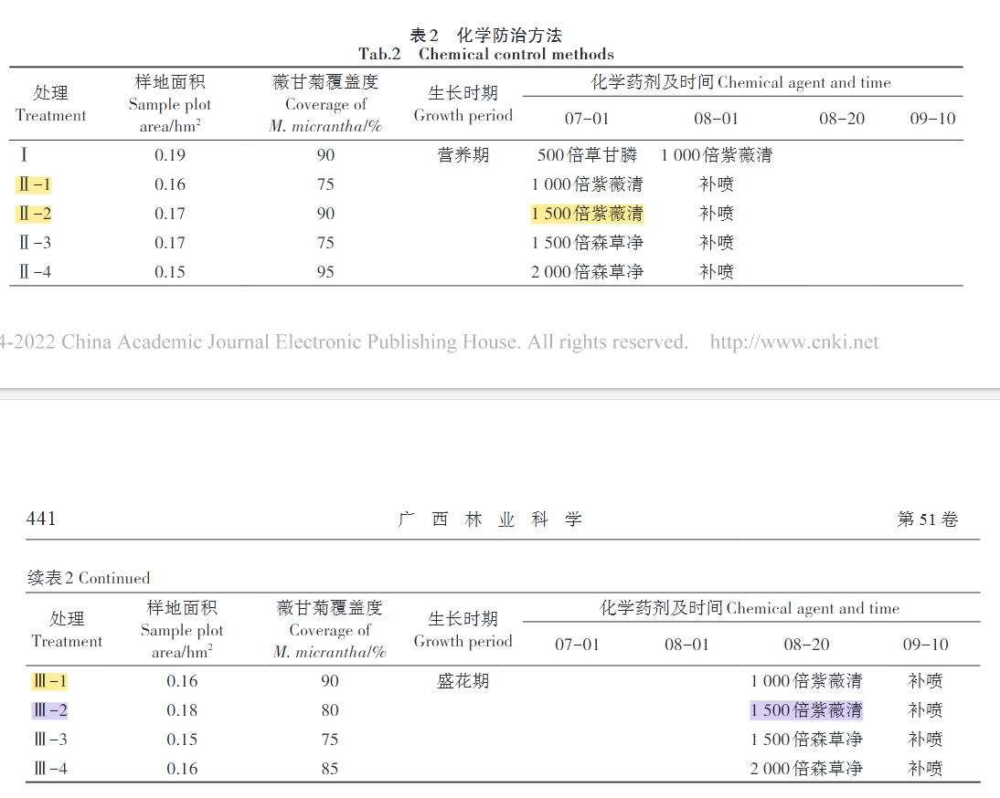 表2 化学防治方法
Tab.2 Chemical control methods
处理 Treatment 样地面积 Sample plot area/hm² 薇甘菊覆盖度 Coverage of M. micrantha/% 生长时期 Growth period 化学药剂及时间 Chemical agent and time
07-01 08-01 08-20 09-10
Ⅰ 0.19 90 营养期 500倍草甘膦 1 000倍紫薇清
Ⅱ-1 0.16 75 1 000倍紫薇清 补喷
Ⅱ-2 0.17 90 1 500倍紫薇清 补喷
Ⅱ-3 0.17 75 1 500倍森草净 补喷
Ⅱ-4 0.15 95 2 000倍森草净 补喷
4-2022 China Academic Journal Electronic Publishing House. All rights reserved. http://www.cnki.net
441 广西林业科学 第51卷
续表2 Continued
处理 Treatment 样地面积 Sample plot area/hm² 薇甘菊覆盖度 Coverage of M. micrantha/% 生长时期 Growth period 化学药剂及时间 Chemical agent and time
07-01 08-01 08-20 09-10
Ⅲ-1 0.16 90 盛花期 1 000倍紫薇清 补喷
Ⅲ-2 0.18 80 1 500倍紫薇清 补喷
Ⅲ-3 0.15 75 1 500倍森草净 补喷
Ⅲ-4 0.16 85 2 000倍森草净 补喷